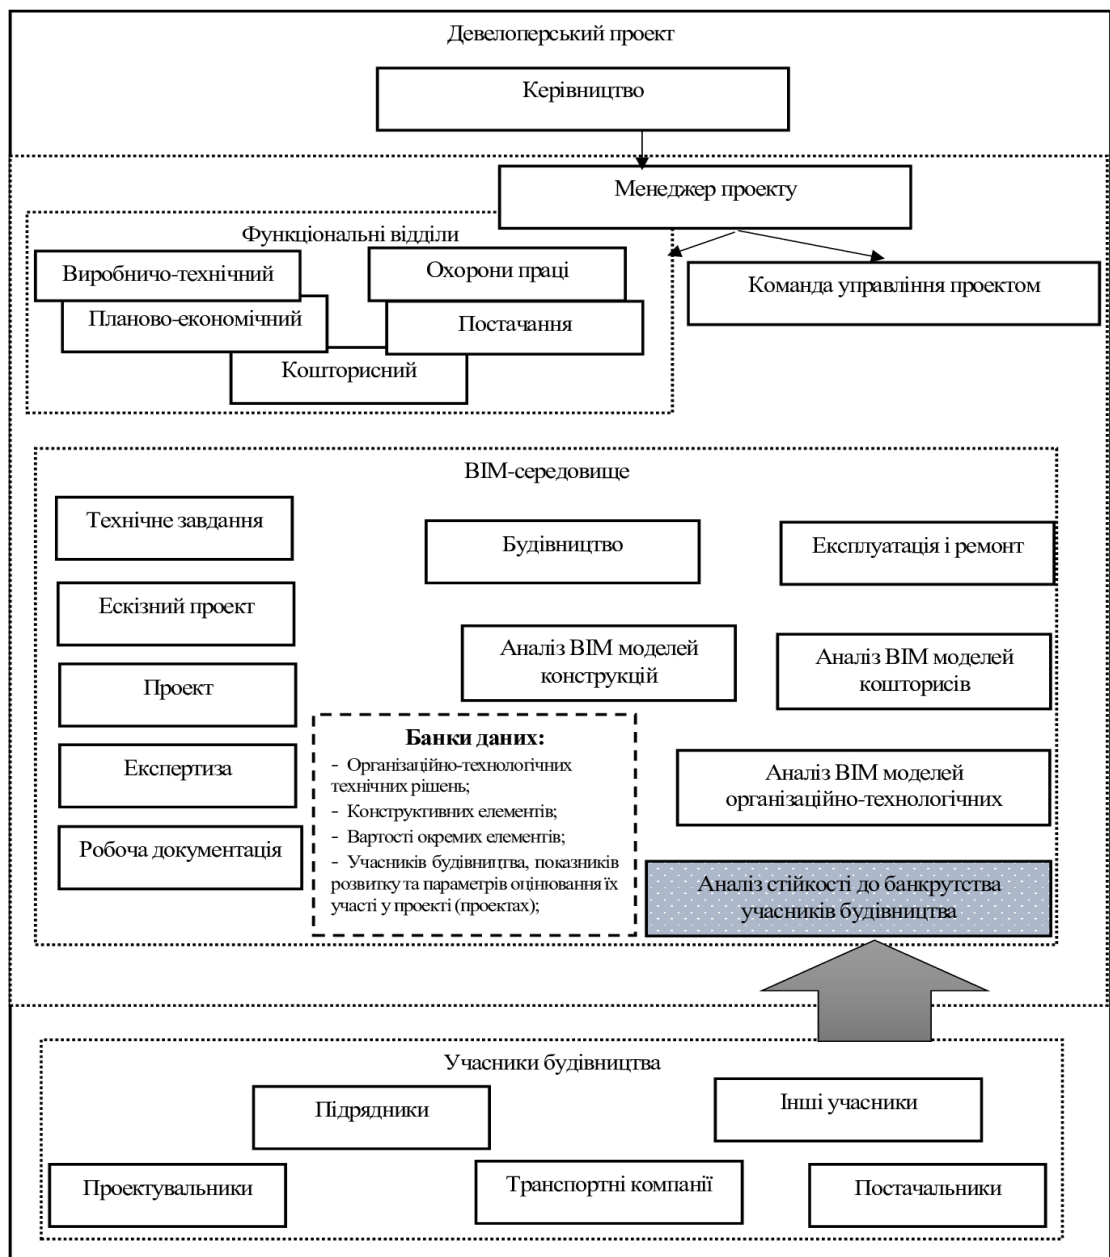 Девелоперський проект
Керівництво
Менеджер проекту
Функціональні відділи
Виробничо-технічний
Охорони праці
Команда управління проектом
Планово-економічний
Постачання
Кошторисний
ВІМ-середовище
Технічне завдання
Будівництво
Експлуатація і ремонт
Ескізний проект
Аналіз ВІМ моделей
конструкцій
Аналіз ВІМ моделей
кошторисів
Проект
Експертиза
Робоча документація
Банки даних:
- Організаційно-технологічних
технічних рішень;
- Конструктивних елементів;
- Вартості окремих елементів;
- Учасників будівництва, показників
розвитку та параметрів оцінювання їх
участі у проекті (проектах);
Аналіз ВІМ моделей
організаційно-технологічних
Аналіз стійкості до банкрутства
учасників будівництва
Учасники будівництва
Підрядники
Інші учасники
Проектувальники
Транспортні компанії
Постачальники